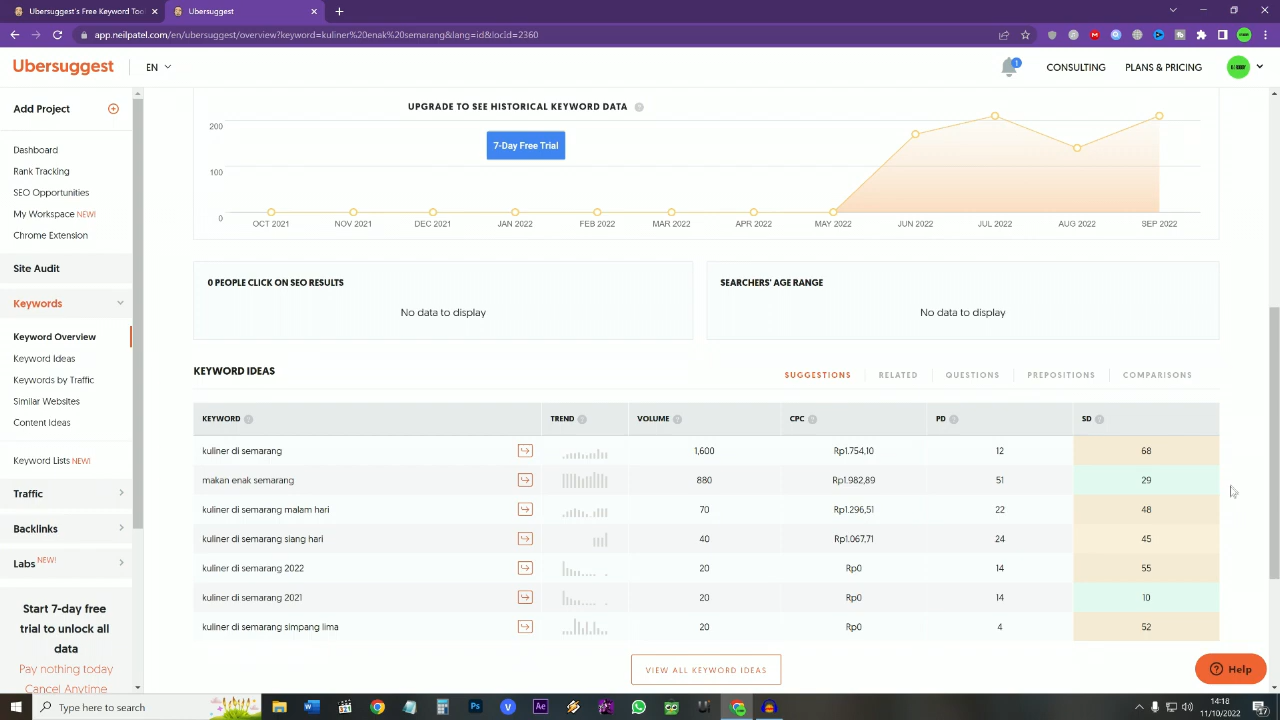 Ubersuggest's Free Keyword Too
Ubersuggest
app.neilpatel.com/en/ubersuggest/overview?keyword=kuliner%20enak%20semarang&lang=id&locId=2360
Ubersuggest
EN
1
CONSULTING
PLANS & PRICING
Add Project
Dashboard
Rank Tracking
SEO Opportunities
My Workspace NEW!
Chrome Extension
Site Audit
Keywords
Keyword Overview
Keyword Ideas
Keywords by Traffic
Similar Websites
Content Ideas
Keyword Lists NEW!
Traffic
Backlinks
Labs NEW!
Start 7-day free
trial to unlock all
data
Pay nothing today
Cancel Anytime
UPGRADE TO SEE HISTORICAL KEYWORD DATA ?
7-Day Free Trial
200
100
0
OCT 2021 NOV 2021 DEC 2021 JAN 2022 FEB 2022 MAR 2022 APR 2022 MAY 2022 JUN 2022 JUL 2022 AUG 2022 SEP 2022
0 PEOPLE CLICK ON SEO RESULTS
No data to display
SEARCHERS' AGE RANGE
No data to display
KEYWORD IDEAS
SUGGESTIONS RELATED QUESTIONS PREPOSITIONS COMPARISONS
KEYWORD ? TREND ? VOLUME ? CPC ? PD ? SD ?
kuliner di semarang 1,600 Rp1.754,10 12 68
makan enak semarang 880 Rp1.982,89 51 29
kuliner di semarang malam hari 70 Rp1.296,51 22 48
kuliner di semarang siang hari 40 Rp1.067,71 24 45
kuliner di semarang 2022 20 Rp0 14 55
kuliner di semarang 2021 20 Rp0 14 10
kuliner di semarang simpang lima 20 Rp0 4 52
VIEW ALL KEYWORD IDEAS
? Help
Type here to search
14:18
11/10/2022